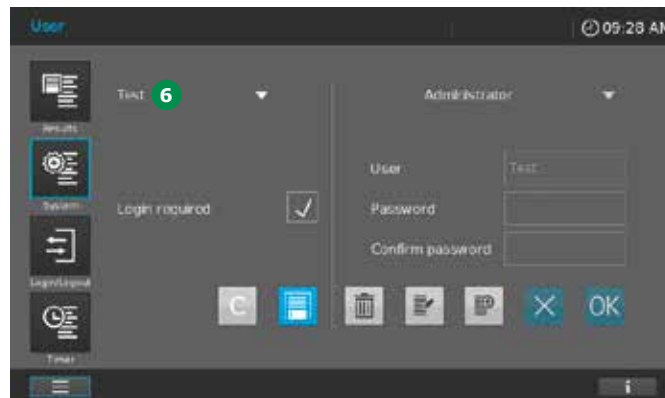 User
09:28 AM
Test 6
Administrator
Results
User Test
System
Login required
Password
Confirm password
Login/Logout
C
OK
Timer
i